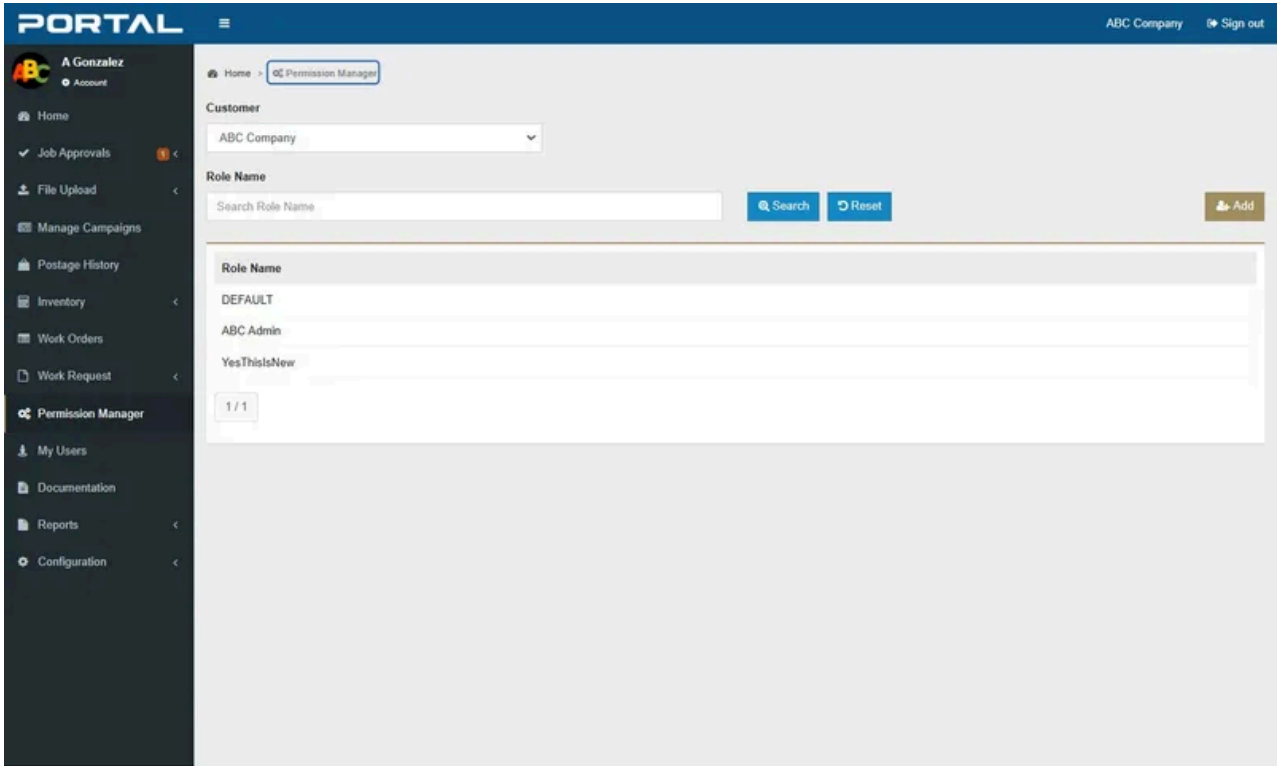 PORTAL
ABC Company
Sign out
ABC
A Gonzalez
Account
Home
Job Approvals 1
File Upload
Manage Campaigns
Postage History
Inventory
Work Orders
Work Request
Permission Manager
My Users
Documentation
Reports
Configuration
Home > Permission Manager
Customer
ABC Company
Role Name
Search Role Name
Search
Reset
Add
Role Name
DEFAULT
ABC Admin
YesThisIsNew
1 / 1